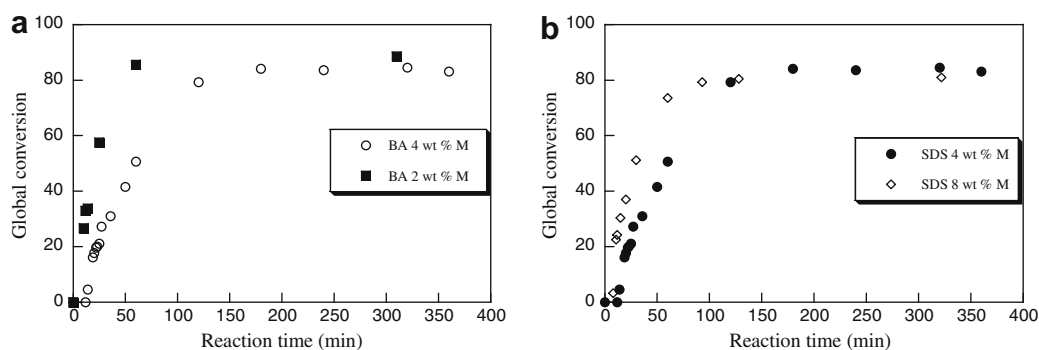 a
100
80
60
40
20
0
Global conversion
0 50 100 150 200 250 300 350 400
Reaction time (min)
BA 4 wt % M
BA 2 wt % M
b
100
80
60
40
20
0
Global conversion
0 50 100 150 200 250 300 350 400
Reaction time (min)
SDS 4 wt % M
SDS 8 wt % M